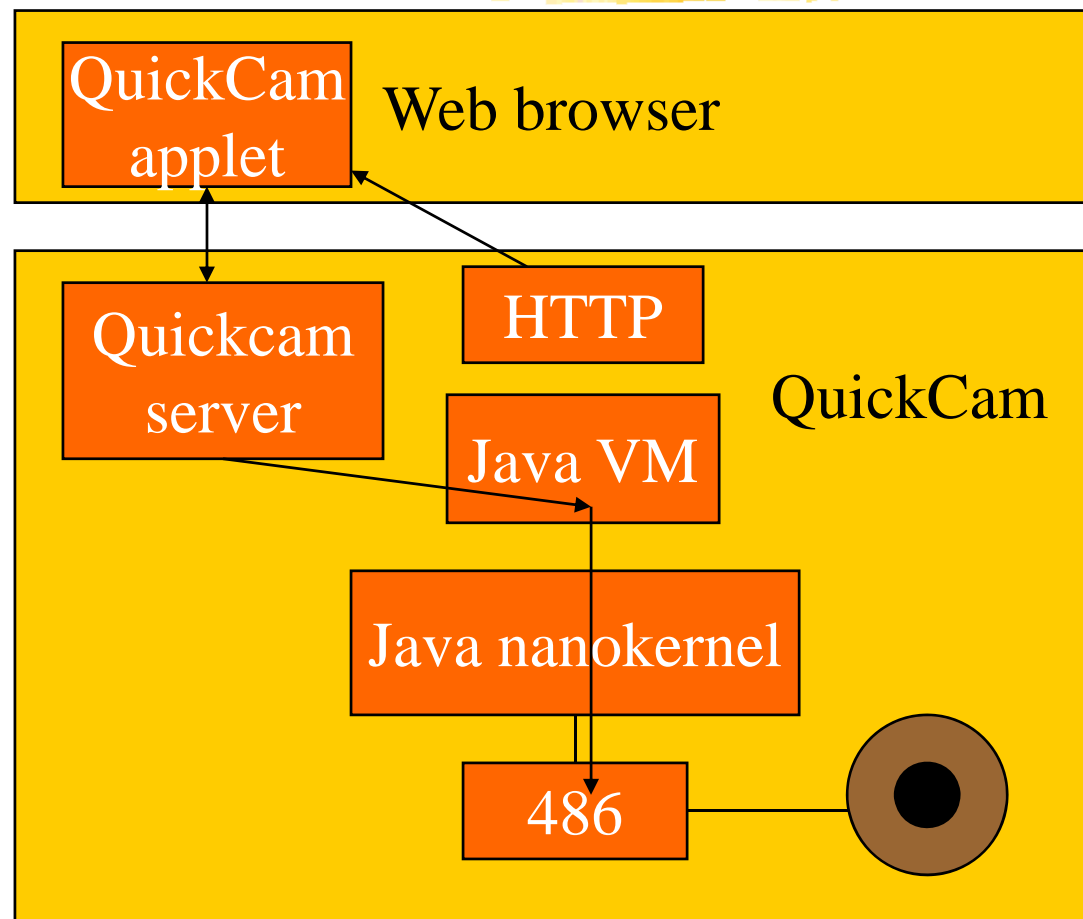 QuickCam
applet
Web browser
HTTP
Quickcam
server
QuickCam
Java VM
Java nanokernel
486